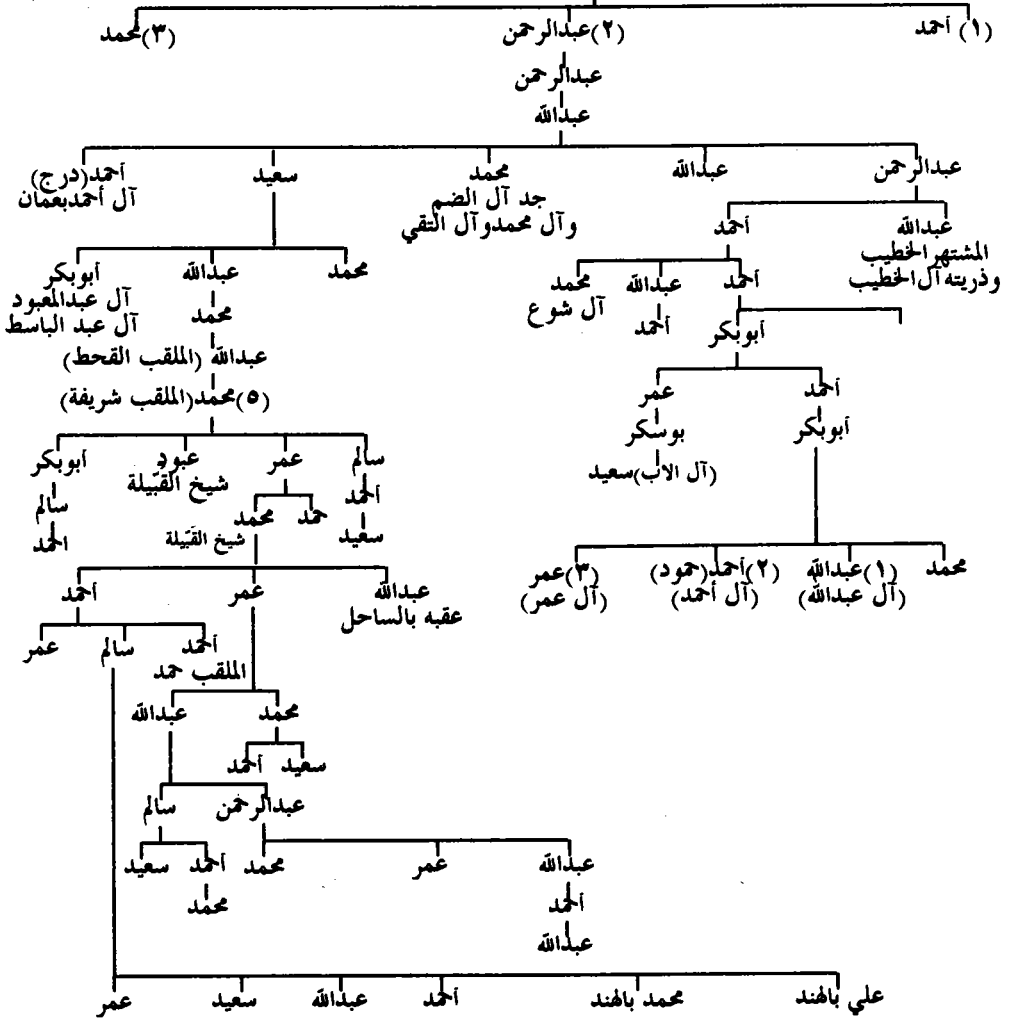 (١) أحمد (٢) عبدالرحمن (٣) محمد
عبدالرحمن
عبدالله
عبدالرحمن عبدالله محمد سعيد أحمد (درج)
جد آل الضم آل أحمد بعمان
وآل محمد وآل التقي
عبدالله أحمد محمد عبدالله أبوبكر
المشتهر الخطيب آل عبدالمعبود
وذريته آل الخطيب أحمد عبدالله محمد آل عبد الباسط
أحمد آل شوع محمد
أبوبكر عبدالله (الملقب القحط)
أحمد عمر (٥) محمد (الملقب شريفة)
أبوبكر بوسكر سالم عمر عبود أبوبكر
(آل الاب) سعيد شيخ القبيلة
أحمد حمد محمد سالم
سعيد شيخ القبيلة احمد
محمد (١) عبدالله (٢) أحمد (حمود) (٣) عمر
(آل عبدالله) (آل أحمد) (آل عمر)
عبدالله عمر أحمد
عقبه بالساحل
أحمد سالم عمر
الملقب حمد
محمد عبدالله
سعيد أحمد
عبدالرحمن سالم
عبدالله عمر محمد أحمد سعيد
أحمد محمد
عبدالله
علي بالهند محمد بالهند أحمد عبدالله سعيد عمر